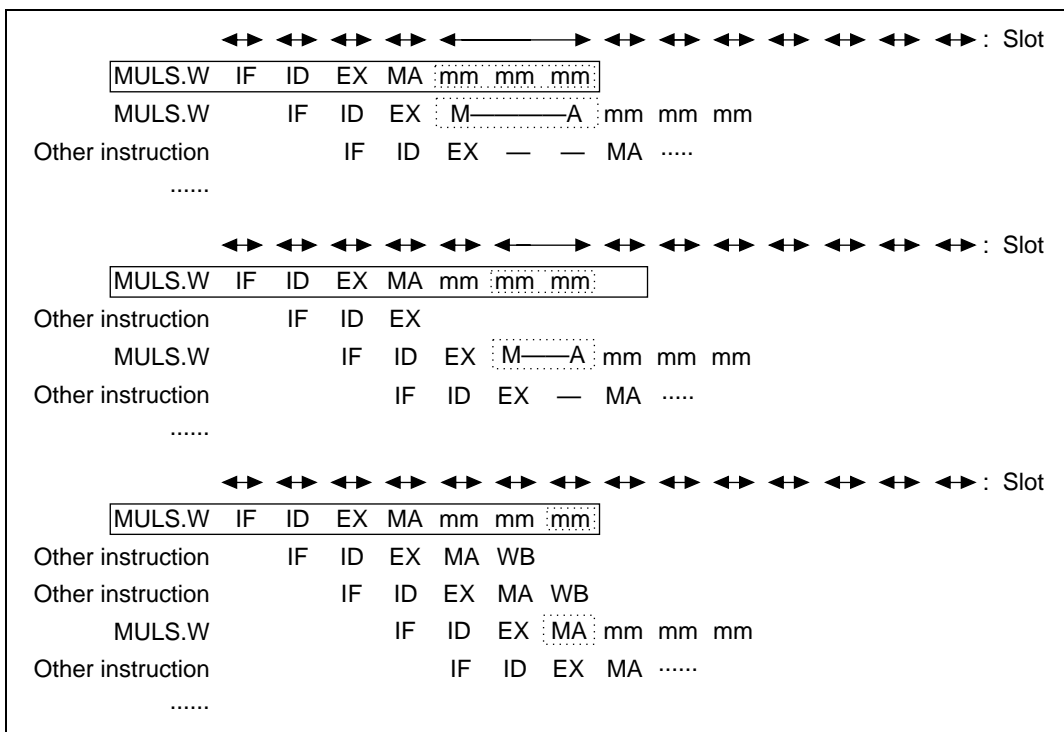 : Slot
MULS.W IF ID EX MA mm mm mm
MULS.W IF ID EX M————A mm mm mm
Other instruction IF ID EX — — MA ·····
······
: Slot
MULS.W IF ID EX MA mm mm mm
Other instruction IF ID EX
MULS.W IF ID EX M——A mm mm mm
Other instruction IF ID EX — MA ·····
······
: Slot
MULS.W IF ID EX MA mm mm mm
Other instruction IF ID EX MA WB
Other instruction IF ID EX MA WB
MULS.W IF ID EX MA mm mm mm
Other instruction IF ID EX MA ······
······